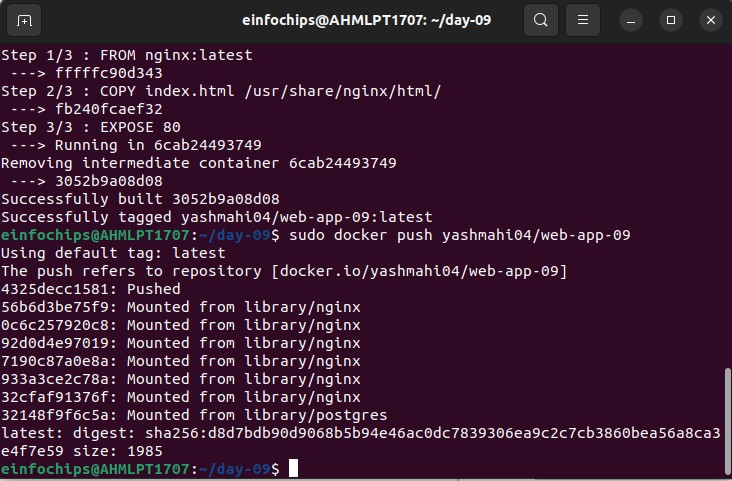 einfochips@AHMLPT1707: ~/day-09
Step 1/3 : FROM nginx:latest
 ---> fffffc90d343
Step 2/3 : COPY index.html /usr/share/nginx/html/
 ---> fb240fcaef32
Step 3/3 : EXPOSE 80
 ---> Running in 6cab24493749
Removing intermediate container 6cab24493749
 ---> 3052b9a08d08
Successfully built 3052b9a08d08
Successfully tagged yashmahi04/web-app-09:latest
einfochips@AHMLPT1707:~/day-09$ sudo docker push yashmahi04/web-app-09
Using default tag: latest
The push refers to repository [docker.io/yashmahi04/web-app-09]
4325decc1581: Pushed
56b6d3be75f9: Mounted from library/nginx
0c6c257920c8: Mounted from library/nginx
92d0d4e97019: Mounted from library/nginx
7190c87a0e8a: Mounted from library/nginx
933a3ce2c78a: Mounted from library/nginx
32cfaf91376f: Mounted from library/nginx
32148f9f6c5a: Mounted from library/postgres
latest: digest: sha256:d8d7bdb90d9068b5b94e46ac0dc7839306ea9c2c7cb3860bea56a8ca3
e4f7e59 size: 1985
einfochips@AHMLPT1707:~/day-09$